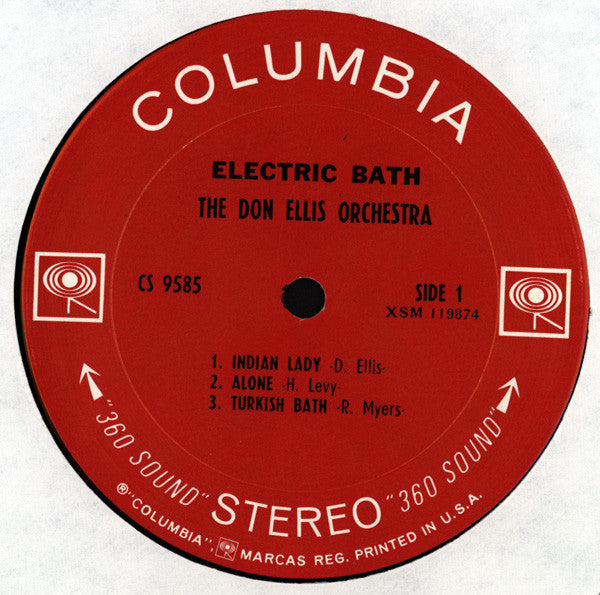 COLUMBIA
ELECTRIC BATH
THE DON ELLIS ORCHESTRA
CS 9585
SIDE 1
XSM 119874
1. INDIAN LADY -D. Ellis-
2. ALONE -H. Levy-
3. TURKISH BATH -R. Myers-
"360 SOUND" STEREO "360 SOUND"
® "COLUMBIA", MARCAS REG. PRINTED IN U.S.A.